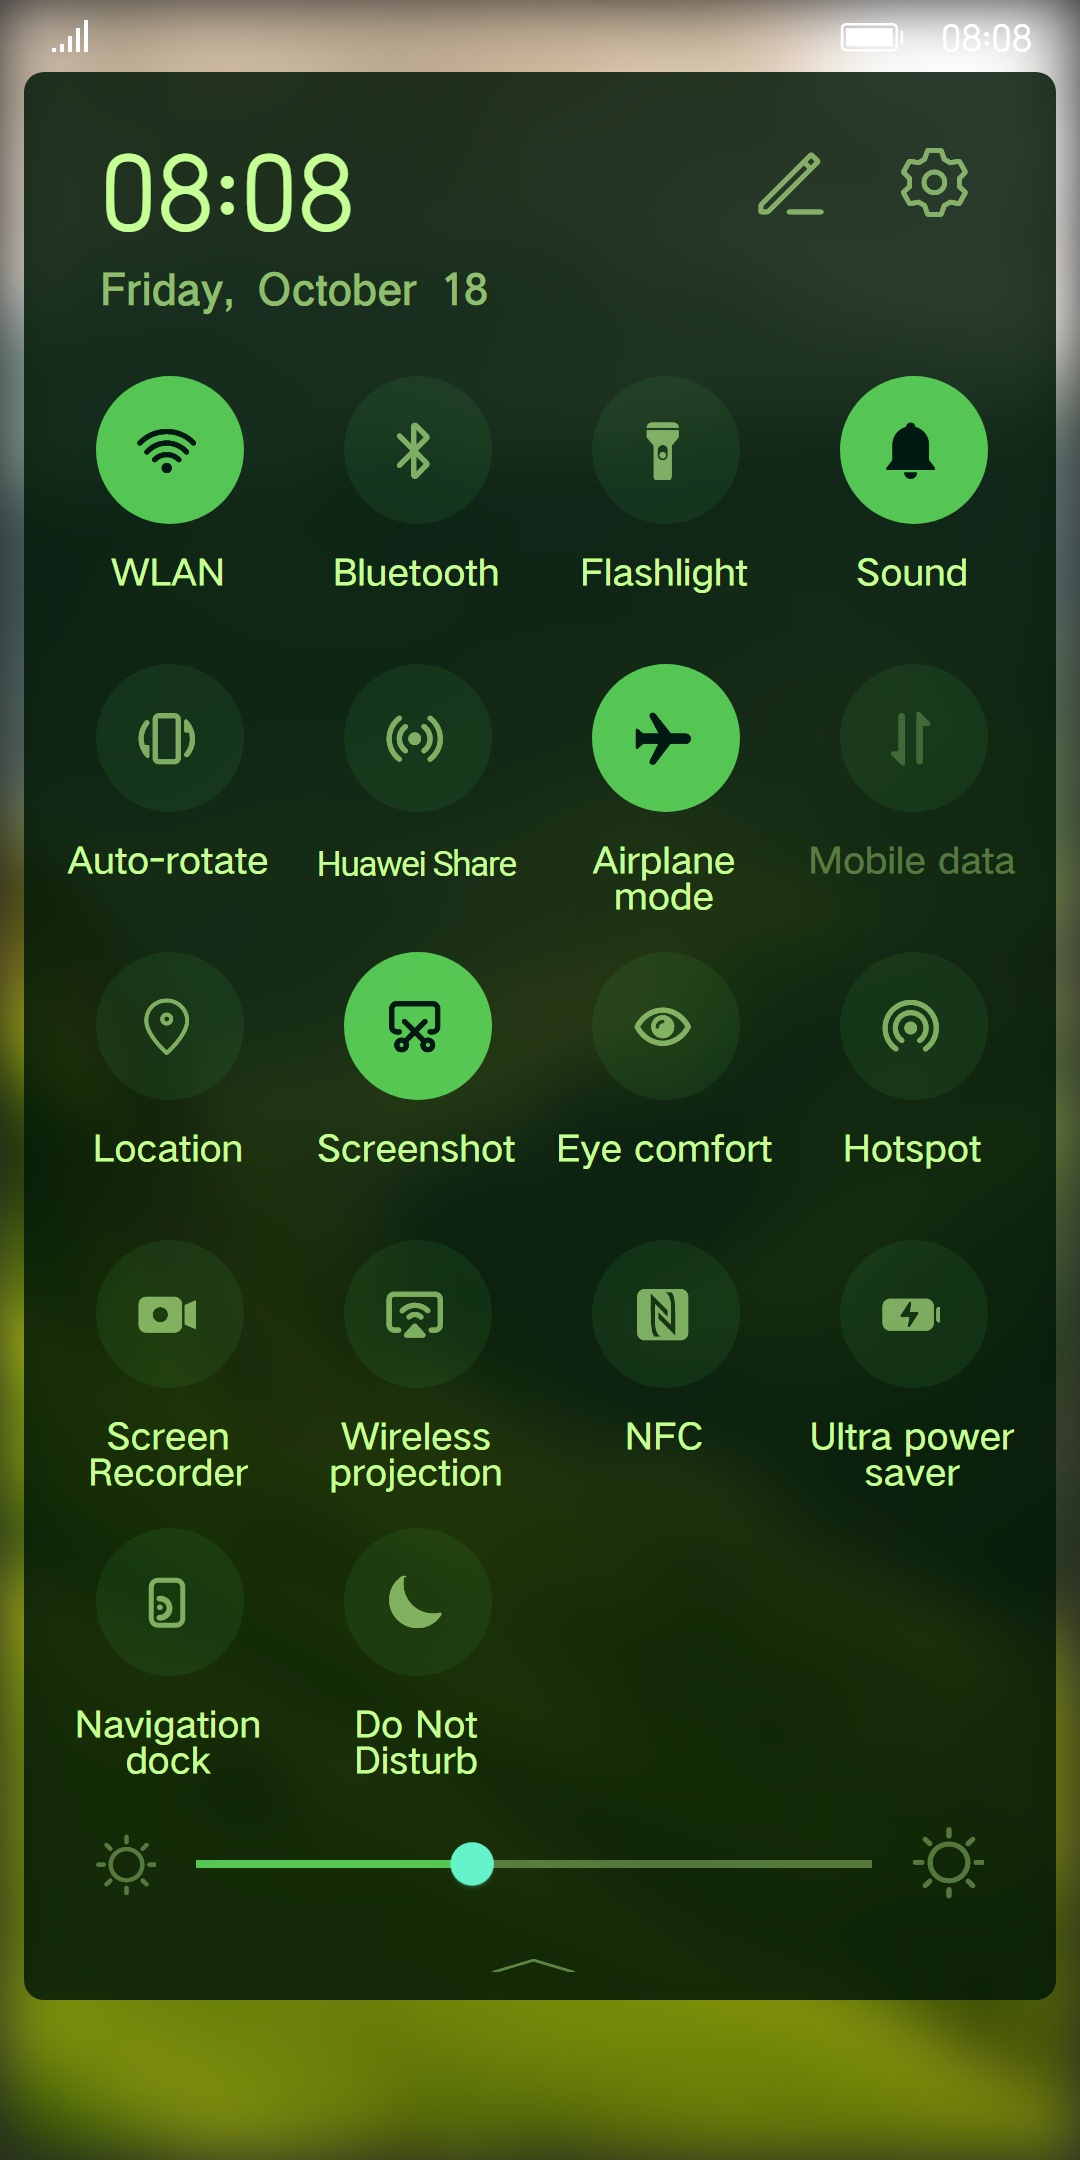 08:08
08:08
Friday, October 18
WLAN
Bluetooth
Flashlight
Sound
Auto-rotate
Huawei Share
Airplane
mode
Mobile data
Location
Screenshot
Eye comfort
Hotspot
Screen
Recorder
Wireless
projection
NFC
Ultra power
saver
Navigation
dock
Do Not
Disturb